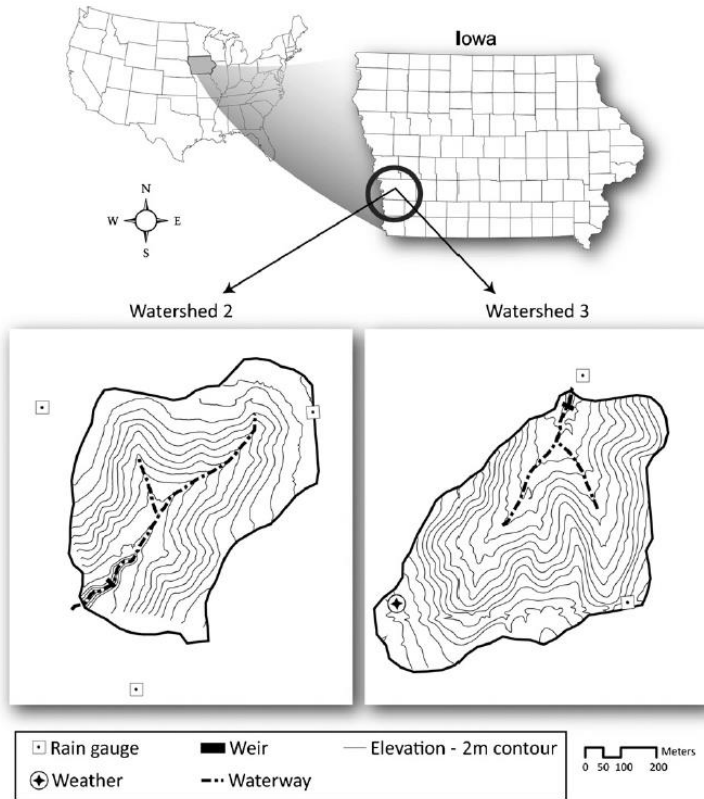 Iowa
N
W E
S
Watershed 2
Watershed 3
Rain gauge
Weir
Elevation - 2m contour
Weather
Waterway
Meters
0 50 100 200